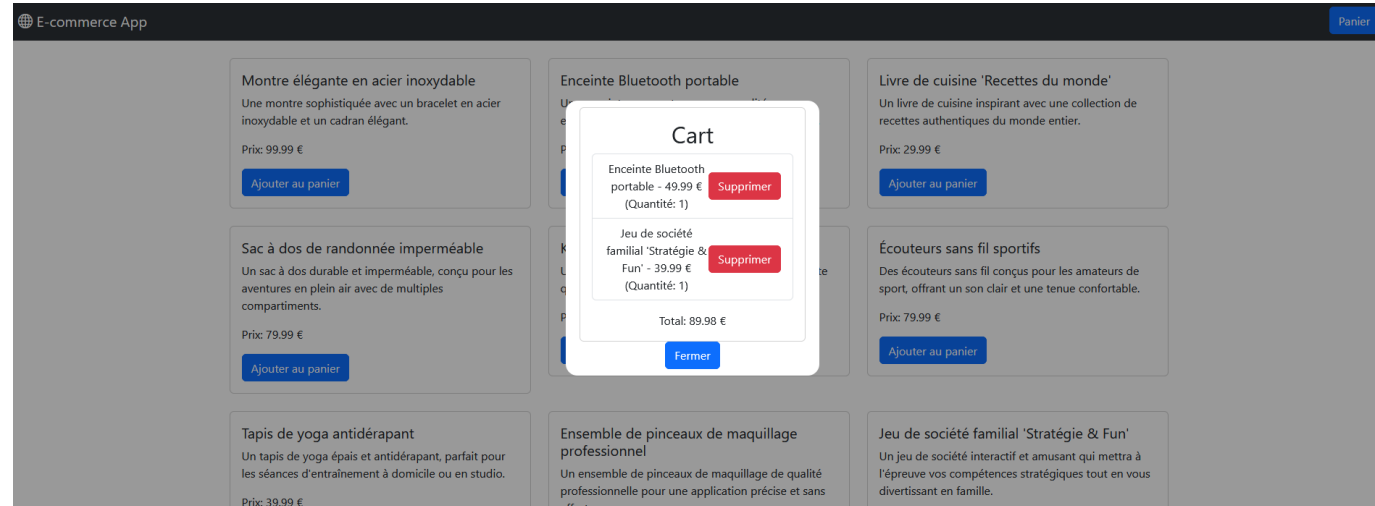 E-commerce App
Panier
Montre élégante en acier inoxydable
Une montre sophistiquée avec un bracelet en acier
inoxydable et un cadran élégant.
Prix: 99.99 €
Ajouter au panier
Enceinte Bluetooth portable
Livre de cuisine 'Recettes du monde'
Un livre de cuisine inspirant avec une collection de
recettes authentiques du monde entier.
Prix: 29.99 €
Ajouter au panier
Cart
Enceinte Bluetooth
portable - 49.99 €
(Quantité: 1)
Supprimer
Jeu de société
familial 'Stratégie &
Fun' - 39.99 €
(Quantité: 1)
Supprimer
Total: 89.98 €
Fermer
Sac à dos de randonnée imperméable
Un sac à dos durable et imperméable, conçu pour les
aventures en plein air avec de multiples
compartiments.
Prix: 79.99 €
Ajouter au panier
Écouteurs sans fil sportifs
Des écouteurs sans fil conçus pour les amateurs de
sport, offrant un son clair et une tenue confortable.
Prix: 79.99 €
Ajouter au panier
Tapis de yoga antidérapant
Un tapis de yoga épais et antidérapant, parfait pour
les séances d'entraînement à domicile ou en studio.
Prix: 39.99 €
Ensemble de pinceaux de maquillage
professionnel
Un ensemble de pinceaux de maquillage de qualité
professionnelle pour une application précise et sans
Jeu de société familial 'Stratégie & Fun'
Un jeu de société interactif et amusant qui mettra à
l'épreuve vos compétences stratégiques tout en vous
divertissant en famille.